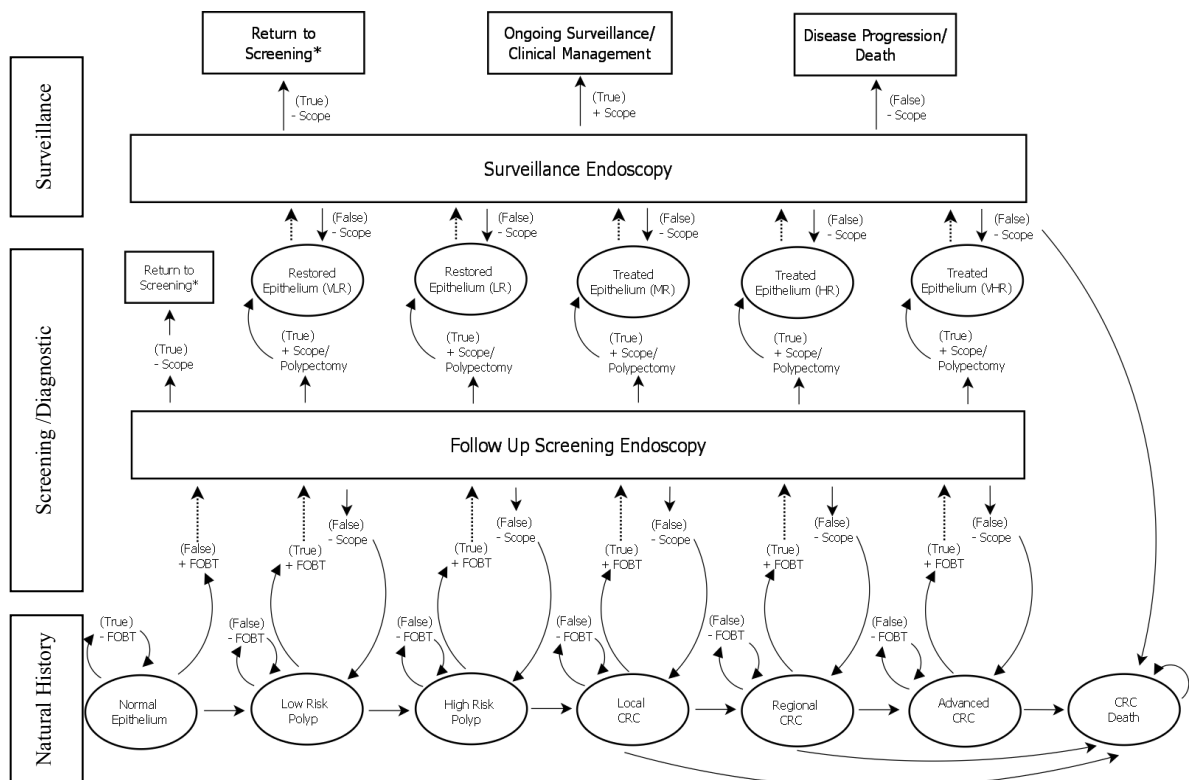 Return to
Screening*
Ongoing Surveillance/
Clinical Management
Disease Progression/
Death
Surveillance
(True)
- Scope
(True)
+ Scope
(False)
- Scope
Surveillance Endoscopy
(False)
- Scope
(False)
- Scope
(False)
- Scope
(False)
- Scope
(False)
- Scope
Screening /Diagnostic
Return to
Screening*
Restored
Epithelium (VLR)
Restored
Epithelium (LR)
Treated
Epithelium (MR)
Treated
Epithelium (HR)
Treated
Epithelium (VHR)
(True)
- Scope
(True)
+ Scope/
Polypectomy
(True)
+ Scope/
Polypectomy
(True)
+ Scope/
Polypectomy
(True)
+ Scope/
Polypectomy
(True)
+ Scope/
Polypectomy
Follow Up Screening Endoscopy
(False)
+ FOBT
(True)
+ FOBT
(False)
- Scope
(True)
+ FOBT
(False)
- Scope
(True)
+ FOBT
(False)
- Scope
(True)
+ FOBT
(False)
- Scope
(True)
+ FOBT
(False)
- Scope
Natural History
(True)
- FOBT
(False)
- FOBT
(False)
- FOBT
(False)
- FOBT
(False)
- FOBT
(False)
- FOBT
Normal
Epithelium
Low Risk
Polyp
High Risk
Polyp
Local
CRC
Regional
CRC
Advanced
CRC
CRC
Death